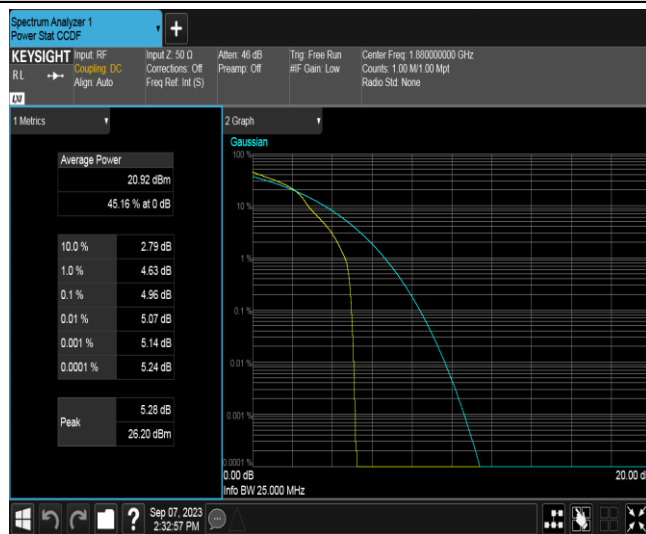 Spectrum Analyzer 1
Power Stat CCDF
+
KEYSIGHT
RL
LXI
Input: RF
Coupling: DC
Align: Auto
Input Z: 50 Ω
Corrections: Off
Freq Ref: Int (S)
Atten: 46 dB
Preamp: Off
Trig: Free Run
#IF Gain: Low
Center Freq: 1.880000000 GHz
Counts: 1.00 M/1.00 Mpt
Radio Std: None
1 Metrics
Average Power
20.92 dBm
45.16 % at 0 dB
10.0 % 2.79 dB
1.0 % 4.63 dB
0.1 % 4.96 dB
0.01 % 5.07 dB
0.001 % 5.14 dB
0.0001 % 5.24 dB
Peak
5.28 dB
26.20 dBm
2 Graph
Gaussian
100 %
10 %
1 %
0.1 %
0.01 %
0.001 %
0.0001 %
0.00 dB
20.00 d
Info BW 25.000 MHz
?
Sep 07, 2023
2:32:57 PM